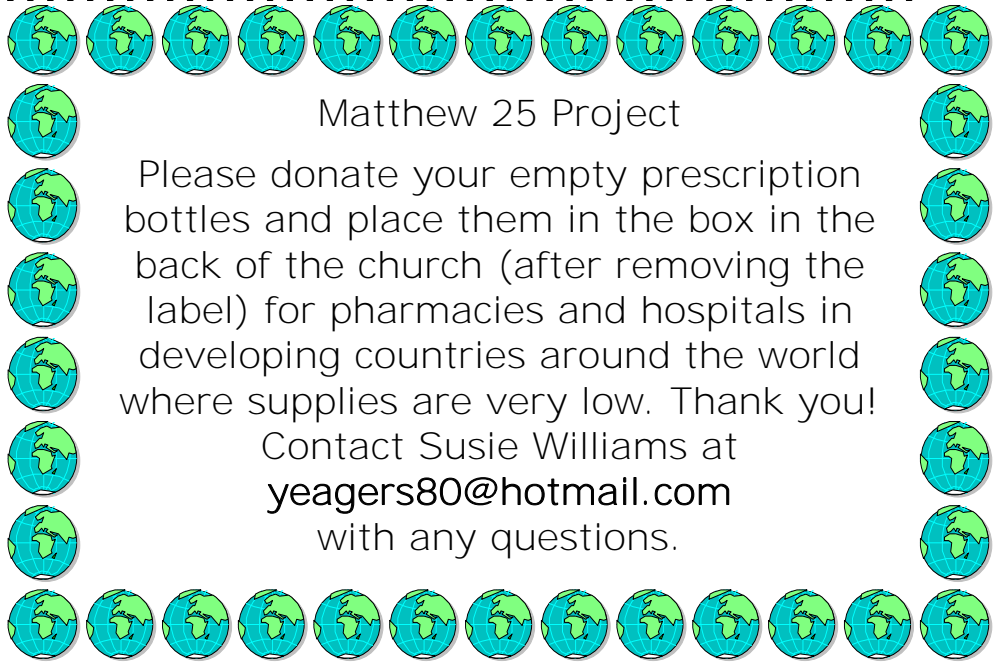 Matthew 25 Project
Please donate your empty prescription
bottles and place them in the box in the
back of the church (after removing the
label) for pharmacies and hospitals in
developing countries around the world
where supplies are very low. Thank you!
Contact Susie Williams at
yeagers80@hotmail.com
with any questions.